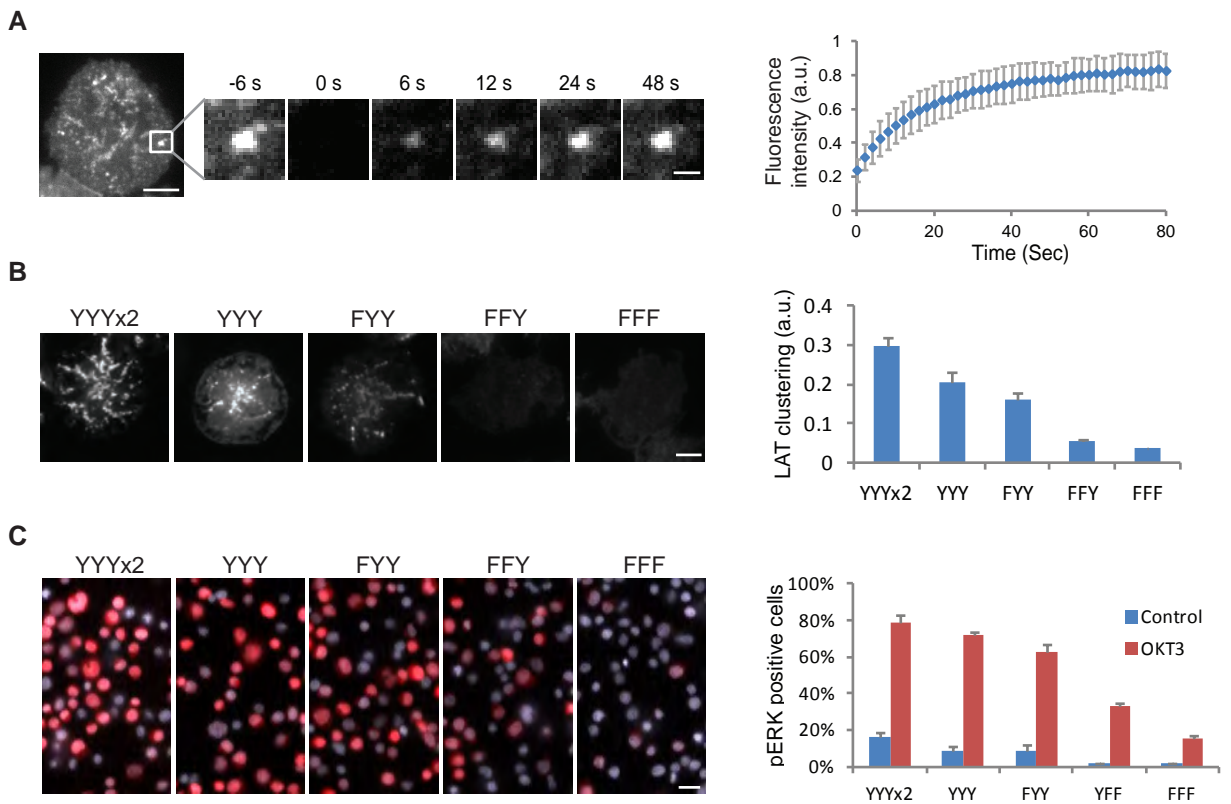 A
-6 s 0 s 6 s 12 s 24 s 48 s
Fluorescence
intensity (a.u.)
1
0.8
0.6
0.4
0.2
0
0 20 40 60 80
Time (Sec)
B
YYYx2 YYY FYY FFY FFF
LAT clustering (a.u.)
0.4
0.3
0.2
0.1
0
YYYx2 YYY FYY FFY FFF
C
YYYx2 YYY FYY FFY FFF
pERK positive cells
100%
80%
60%
40%
20%
0%
Control
OKT3
YYYx2 YYY FYY YFF FFF